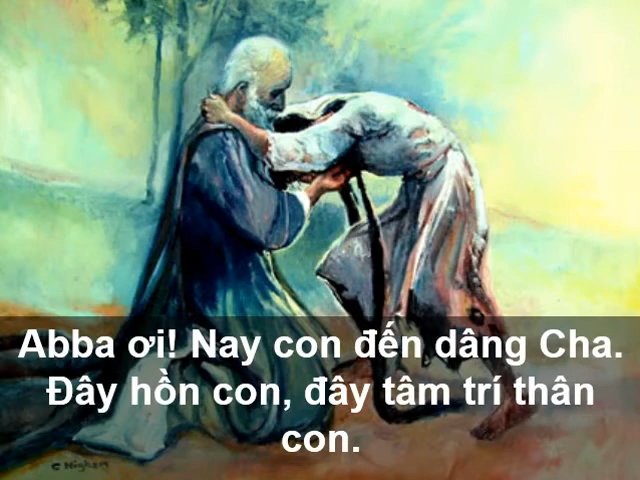 Abba ơi! Nay con đến dâng Cha.
Đây hồn con, đây tâm trí thân
con.